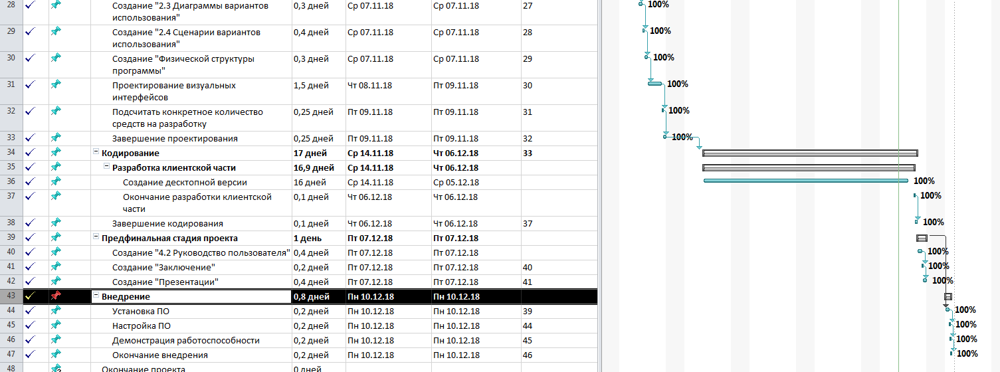 28 Создание "2.3 Диаграммы вариантов 0,3 дней Ср 07.11.18 Ср 07.11.18 27 100%
использования"
29 Создание "2.4 Сценарии вариантов 0,4 дней Ср 07.11.18 Ср 07.11.18 28 100%
использования"
30 Создание "Физической структуры 0,3 дней Ср 07.11.18 Ср 07.11.18 29 100%
программы"
31 Проектирование визуальных 1,5 дней Чт 08.11.18 Пт 09.11.18 30 100%
интерфейсов
32 Подсчитать конкретное количество 0,25 дней Пт 09.11.18 Пт 09.11.18 31 100%
средств на разработку
33 Завершение проектирования 0,25 дней Пт 09.11.18 Пт 09.11.18 32 100%
34 Кодирование 17 дней Ср 14.11.18 Чт 06.12.18 33
35 Разработка клиентской части 16,9 дней Ср 14.11.18 Чт 06.12.18
36 Создание десктопной версии 16 дней Ср 14.11.18 Ср 05.12.18 100%
37 Окончание разработки клиентской 0,1 дней Чт 06.12.18 Чт 06.12.18 100%
части
38 Завершение кодирования 0,1 дней Чт 06.12.18 Чт 06.12.18 37 100%
39 Предфинальная стадия проекта 1 день Пт 07.12.18 Пт 07.12.18
40 Создание "4.2 Руководство пользователя" 0,4 дней Пт 07.12.18 Пт 07.12.18 100%
41 Создание "Заключение" 0,2 дней Пт 07.12.18 Пт 07.12.18 40 100%
42 Создание "Презентации" 0,4 дней Пт 07.12.18 Пт 07.12.18 41 100%
43 Внедрение 0,8 дней Пн 10.12.18 Пн 10.12.18
44 Установка ПО 0,2 дней Пн 10.12.18 Пн 10.12.18 39 100%
45 Настройка ПО 0,2 дней Пн 10.12.18 Пн 10.12.18 44 100%
46 Демонстрация работоспособности 0,2 дней Пн 10.12.18 Пн 10.12.18 45 100%
47 Окончание внедрения 0,2 дней Пн 10.12.18 Пн 10.12.18 46 100%
48 Окончание проекта 0 дней